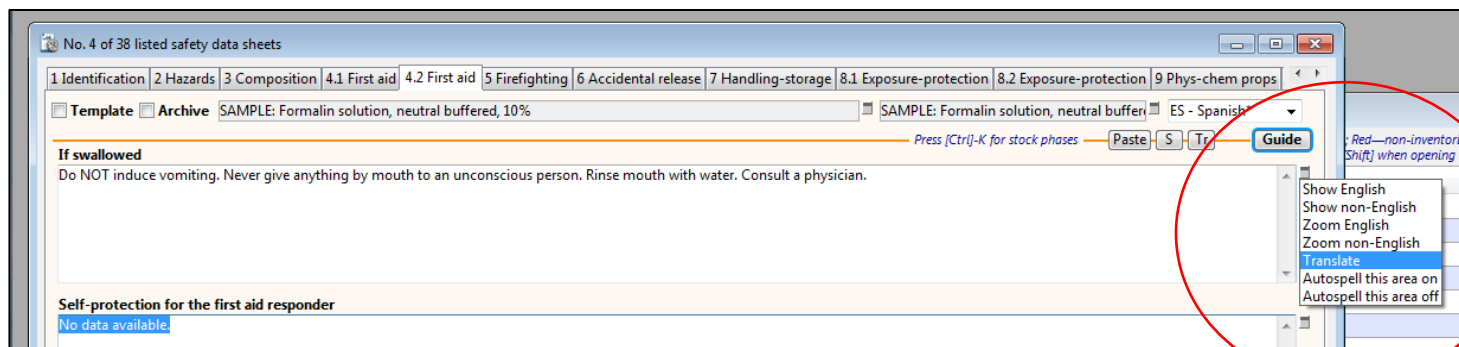 No. 4 of 38 listed safety data sheets
1 Identification 2 Hazards 3 Composition 4.1 First aid 4.2 First aid 5 Firefighting 6 Accidental release 7 Handling-storage 8.1 Exposure-protection 8.2 Exposure-protection 9 Phys-chem props
Template Archive SAMPLE: Formalin solution, neutral buffered, 10% SAMPLE: Formalin solution, neutral buffer ES - Spanish*
Press [Ctrl]-K for stock phases Paste S Tr Guide
; Red—non-inventori
[Shift] when opening
If swallowed
Do NOT induce vomiting. Never give anything by mouth to an unconscious person. Rinse mouth with water. Consult a physician.
Show English
Show non-English
Zoom English
Zoom non-English
Translate
Autospell this area on
Autospell this area off
Self-protection for the first aid responder
No data available.